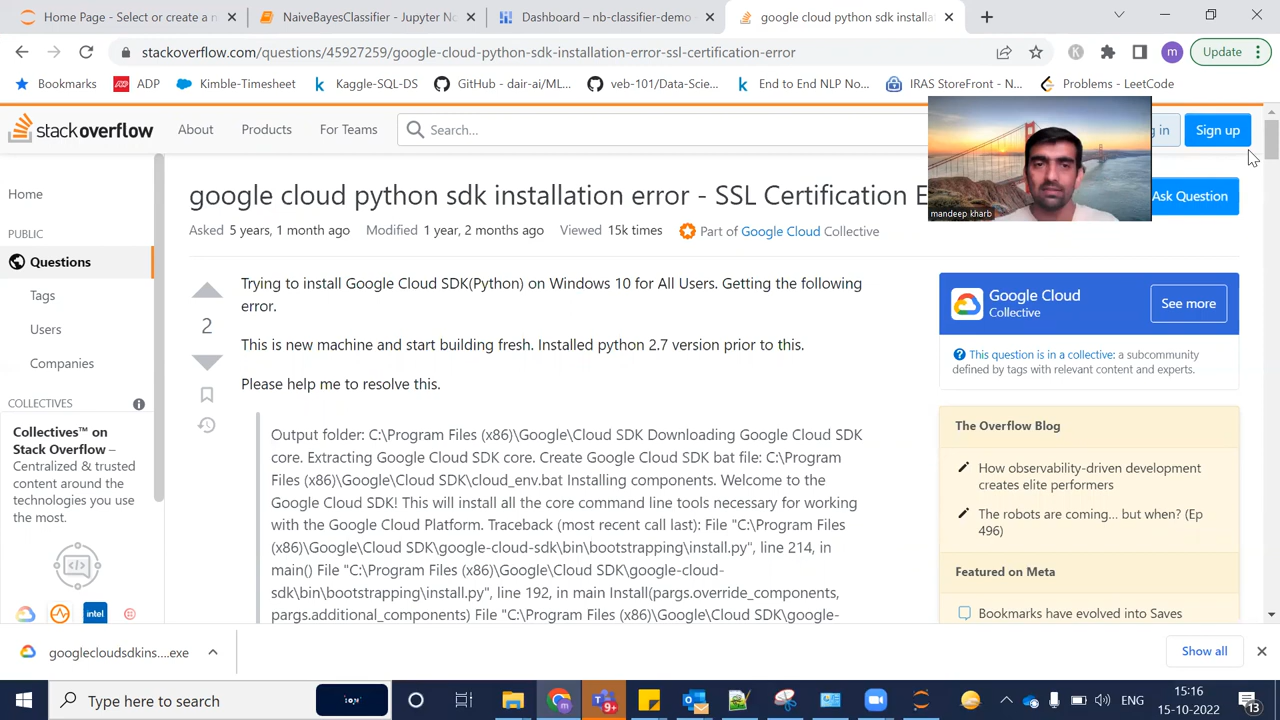 Home Page - Select or create a n
NaiveBayesClassifier - Jupyter N
Dashboard – nb-classifier-demo
google cloud python sdk installa
stackoverflow.com/questions/45927259/google-cloud-python-sdk-installation-error-ssl-certification-error
K
m
Update
Bookmarks
ADP
Kimble-Timesheet
Kaggle-SQL-DS
GitHub - dair-ai/ML...
veb-101/Data-Scie...
End to End NLP No...
IRAS StoreFront - N...
Problems - LeetCode
stackoverflow
About
Products
For Teams
Search...
g in
Sign up
Home
PUBLIC
Questions
Tags
Users
Companies
COLLECTIVES
Collectives™ on
Stack Overflow –
Centralized & trusted
content around the
technologies you use
the most.
intel
google cloud python sdk installation error - SSL Certification E
Asked 5 years, 1 month ago Modified 1 year, 2 months ago Viewed 15k times Part of Google Cloud Collective
mandeep kharb
Ask Question
2
Trying to install Google Cloud SDK(Python) on Windows 10 for All Users. Getting the following
error.
This is new machine and start building fresh. Installed python 2.7 version prior to this.
Please help me to resolve this.
Output folder: C:\Program Files (x86)\Google\Cloud SDK Downloading Google Cloud SDK
core. Extracting Google Cloud SDK core. Create Google Cloud SDK bat file: C:\Program
Files (x86)\Google\Cloud SDK\cloud_env.bat Installing components. Welcome to the
Google Cloud SDK! This will install all the core command line tools necessary for working
with the Google Cloud Platform. Traceback (most recent call last): File "C:\Program Files
(x86)\Google\Cloud SDK\google-cloud-sdk\bin\bootstrapping\install.py", line 214, in
main() File "C:\Program Files (x86)\Google\Cloud SDK\google-cloud-
sdk\bin\bootstrapping\install.py", line 192, in main Install(pargs.override_components,
pargs.additional_components) File "C:\Program Files (x86)\Google\Cloud SDK\google-
Google Cloud
Collective
See more
This question is in a collective: a subcommunity
defined by tags with relevant content and experts.
The Overflow Blog
How observability-driven development
creates elite performers
The robots are coming... but when? (Ep
496)
Featured on Meta
Bookmarks have evolved into Saves
googlecloudsdkins....exe
Show all
Type here to search
9+
ENG
15:16
15-10-2022
13